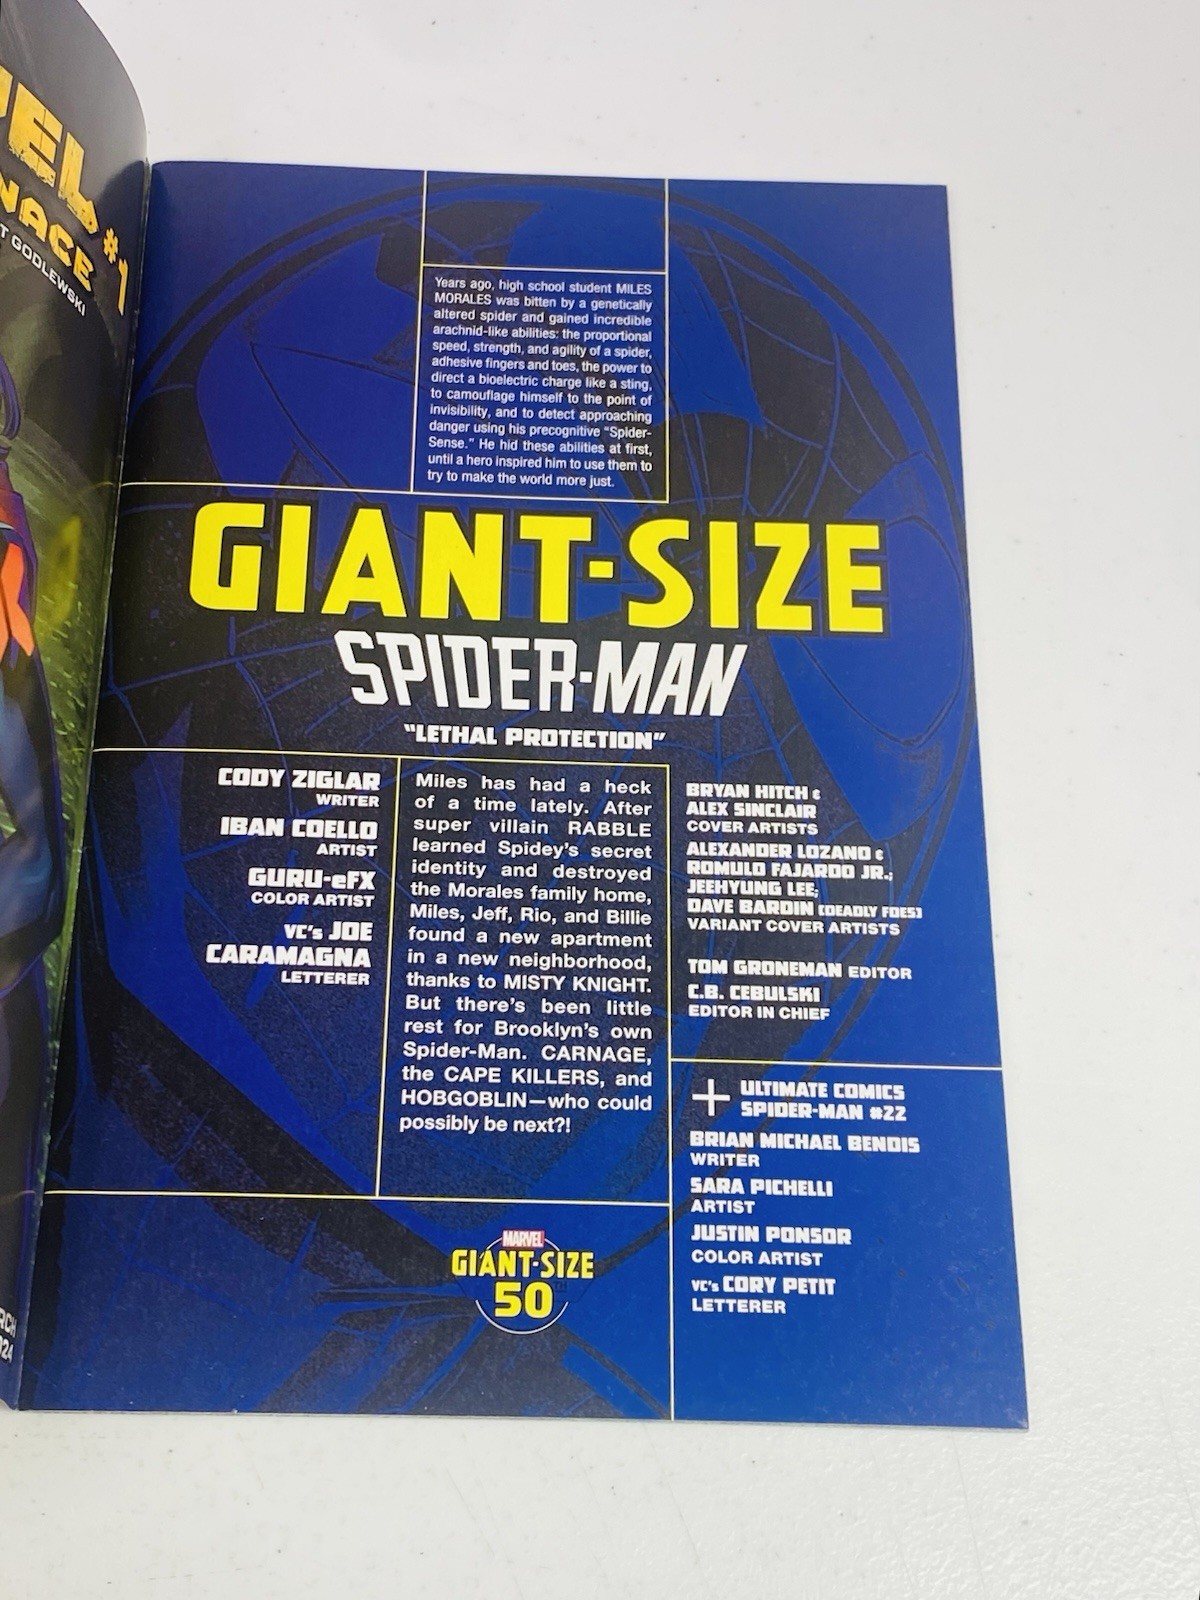 #1
T GODLEWSKI
Years ago, high school student MILES
MORALES was bitten by a genetically
altered spider and gained incredible
arachnid-like abilities: the proportional
speed, strength, and agility of a spider,
adhesive fingers and toes, the power to
direct a bioelectric charge like a sting,
to camouflage himself to the point of
invisibility, and to detect approaching
danger using his precognitive "Spider-
Sense." He hid these abilities at first,
until a hero inspired him to use them to
try to make the world more just.
GIANT-SIZE
SPIDER-MAN
"LETHAL PROTECTION"
CODY ZIGLAR
WRITER
IBAN COELLO
ARTIST
GURU-eFX
COLOR ARTIST
VC's JOE
CARAMAGNA
LETTERER
Miles has had a heck
of a time lately. After
super villain RABBLE
learned Spidey's secret
identity and destroyed
the Morales family home,
Miles, Jeff, Rio, and Billie
found a new apartment
in a new neighborhood,
thanks to MISTY KNIGHT.
But there's been little
rest for Brooklyn's own
Spider-Man. CARNAGE,
the CAPE KILLERS, and
HOBGOBLIN—who could
possibly be next?!
BRYAN HITCH &
ALEX SINCLAIR
COVER ARTISTS
ALEXANDER LOZANO &
ROMULO FAJARDO JR.;
JEEHYUNG LEE;
DAVE BARDIN [DEADLY FOES]
VARIANT COVER ARTISTS
TOM GRONEMAN EDITOR
C.B. CEBULSKI
EDITOR IN CHIEF
+ ULTIMATE COMICS
SPIDER-MAN #22
BRIAN MICHAEL BENDIS
WRITER
SARA PICHELLI
ARTIST
JUSTIN PONSOR
COLOR ARTIST
VC's CORY PETIT
LETTERER
MARVEL
GIANT-SIZE
50